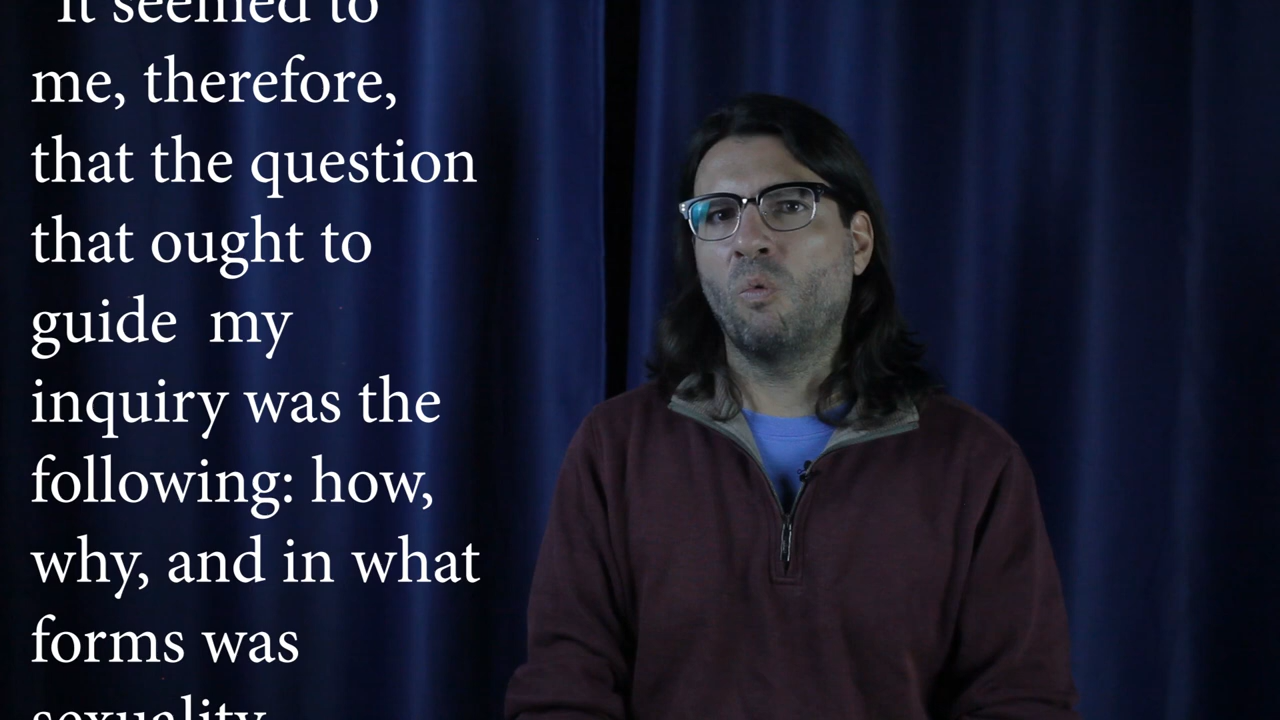 It seemed to
me, therefore,
that the question
that ought to
guide  my
inquiry was the
following: how,
why, and in what
forms was
sexuality